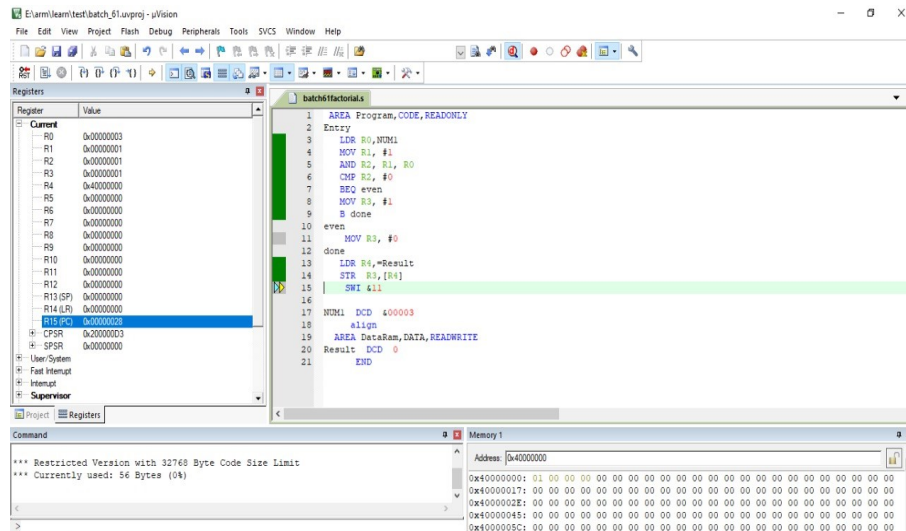 E:\arm\learn\test\batch_61.uvproj - µVision
File Edit View Project Flash Debug Peripherals Tools SVCS Window Help
Registers
Register Value
Current
R0 0x00000003
R1 0x00000001
R2 0x00000001
R3 0x00000001
R4 0x40000000
R5 0x00000000
R6 0x00000000
R7 0x00000000
R8 0x00000000
R9 0x00000000
R10 0x00000000
R11 0x00000000
R12 0x00000000
R13 (SP) 0x00000000
R14 (LR) 0x00000000
R15 (PC) 0x00000028
CPSR 0x200000D3
SPSR 0x00000000
User/System
Fast Interrupt
Interrupt
Supervisor
Project Registers
batch61factorial.s
1 AREA Program,CODE,READONLY
2 Entry
3 LDR R0,NUM1
4 MOV R1, #1
5 AND R2, R1, R0
6 CMP R2, #0
7 BEQ even
8 MOV R3, #1
9 B done
10 even
11 MOV R3, #0
12 done
13 LDR R4,=Result
14 STR R3,[R4]
15 SWI &11
16
17 NUM1 DCD &00003
18 align
19 AREA DataRam,DATA,READWRITE
20 Result DCD 0
21 END
Command
*** Restricted Version with 32768 Byte Code Size Limit
*** Currently used: 56 Bytes (0%)
>
Memory 1
Address: 0x40000000
0x40000000: 01 00 00 00 00 00 00 00 00 00 00 00 00 00 00 00 00 00 00 00 00 00 00
0x40000017: 00 00 00 00 00 00 00 00 00 00 00 00 00 00 00 00 00 00 00 00 00 00 00
0x4000002E: 00 00 00 00 00 00 00 00 00 00 00 00 00 00 00 00 00 00 00 00 00 00 00
0x40000045: 00 00 00 00 00 00 00 00 00 00 00 00 00 00 00 00 00 00 00 00 00 00 00
0x4000005C: 00 00 00 00 00 00 00 00 00 00 00 00 00 00 00 00 00 00 00 00 00 00 00